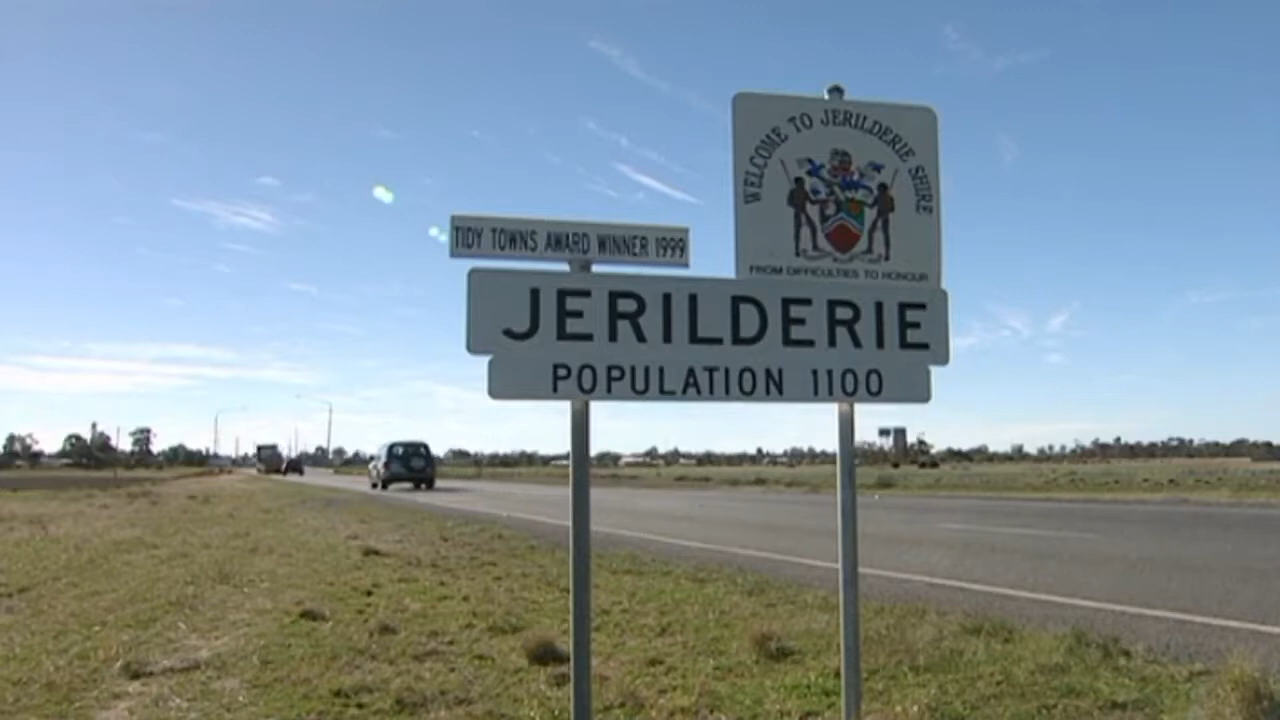 WELCOME TO JERILDERIE SHIRE
FROM DIFFICULTIES TO HONOUR
TIDY TOWNS AWARD WINNER 1999
JERILDERIE
POPULATION 1100